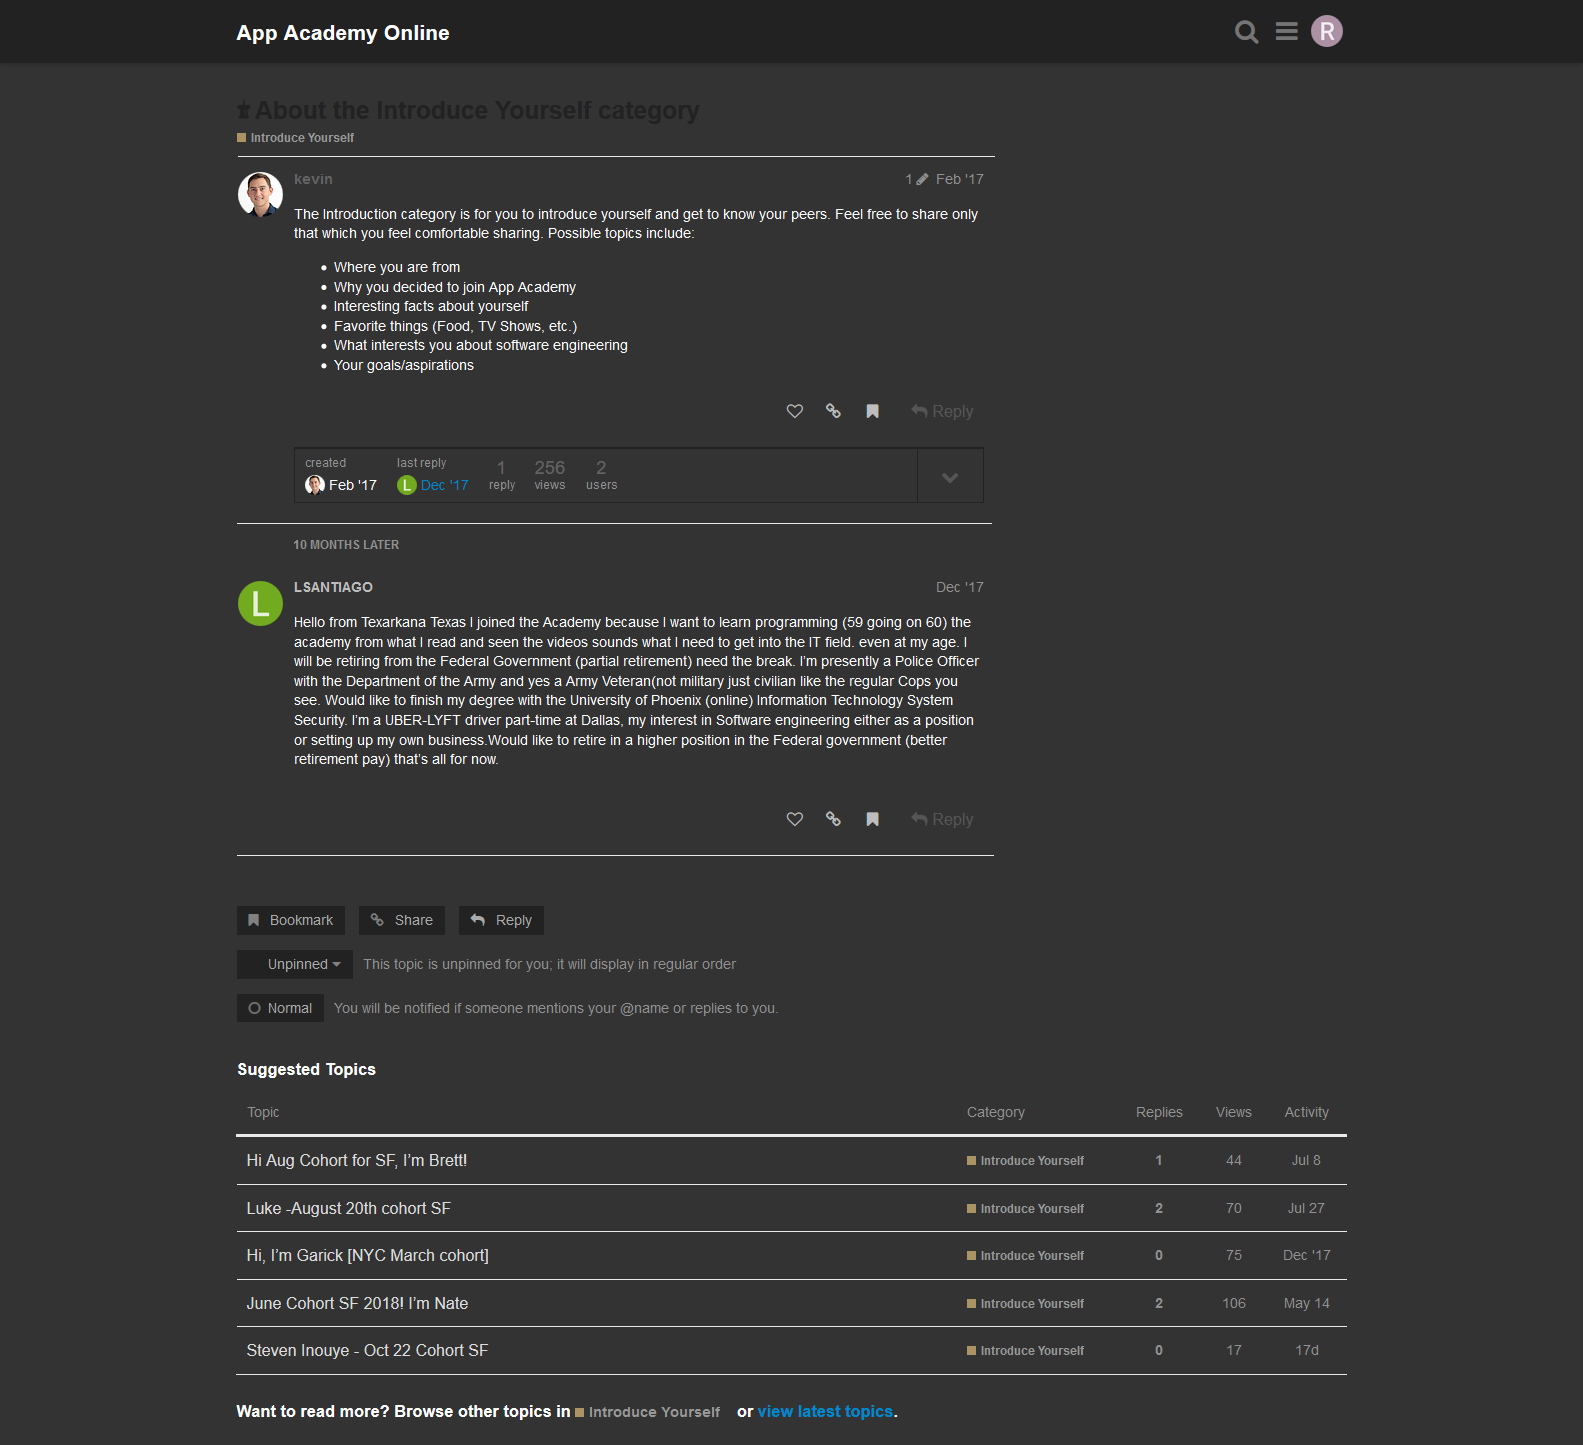 App Academy Online
R
About the Introduce Yourself category
Introduce Yourself
kevin
1 Feb '17
The Introduction category is for you to introduce yourself and get to know your peers. Feel free to share only
that which you feel comfortable sharing. Possible topics include:
Where you are from
Why you decided to join App Academy
Interesting facts about yourself
Favorite things (Food, TV Shows, etc.)
What interests you about software engineering
Your goals/aspirations
Reply
created last reply 1 256 2
Feb '17 L Dec '17 reply views users
10 MONTHS LATER
L
LSANTIAGO
Dec '17
Hello from Texarkana Texas I joined the Academy because I want to learn programming (59 going on 60) the
academy from what I read and seen the videos sounds what I need to get into the IT field. even at my age. I
will be retiring from the Federal Government (partial retirement) need the break. I’m presently a Police Officer
with the Department of the Army and yes a Army Veteran(not military just civilian like the regular Cops you
see. Would like to finish my degree with the University of Phoenix (online) Information Technology System
Security. I’m a UBER-LYFT driver part-time at Dallas, my interest in Software engineering either as a position
or setting up my own business.Would like to retire in a higher position in the Federal government (better
retirement pay) that’s all for now.
Reply
Bookmark Share Reply
Unpinned This topic is unpinned for you; it will display in regular order
Normal You will be notified if someone mentions your @name or replies to you.
Suggested Topics
Topic Category Replies Views Activity
Hi Aug Cohort for SF, I’m Brett! Introduce Yourself 1 44 Jul 8
Luke -August 20th cohort SF Introduce Yourself 2 70 Jul 27
Hi, I’m Garick [NYC March cohort] Introduce Yourself 0 75 Dec '17
June Cohort SF 2018! I’m Nate Introduce Yourself 2 106 May 14
Steven Inouye - Oct 22 Cohort SF Introduce Yourself 0 17 17d
Want to read more? Browse other topics in Introduce Yourself or view latest topics.